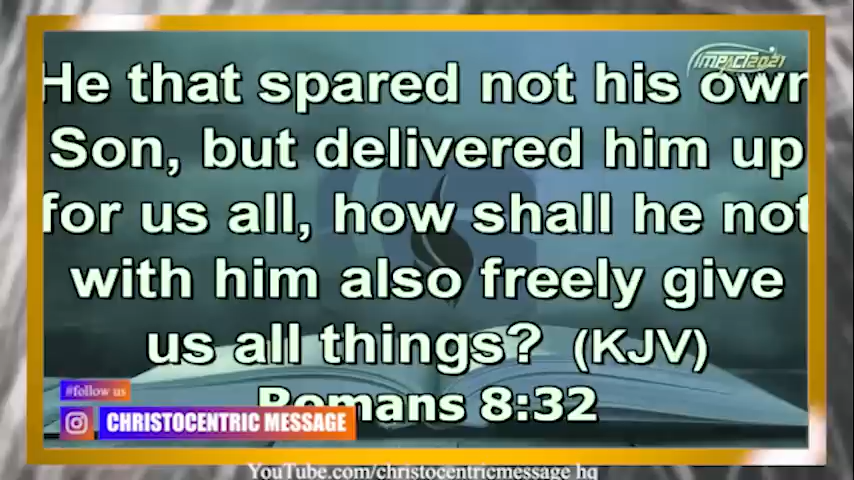 IMPACT2021
He that spared not his own
Son, but delivered him up
for us all, how shall he not
with him also freely give
us all things? (KJV)
Romans 8:32
#follow us
CHRISTOCENTRIC MESSAGE
YouTube.com/christocentricmessage hq